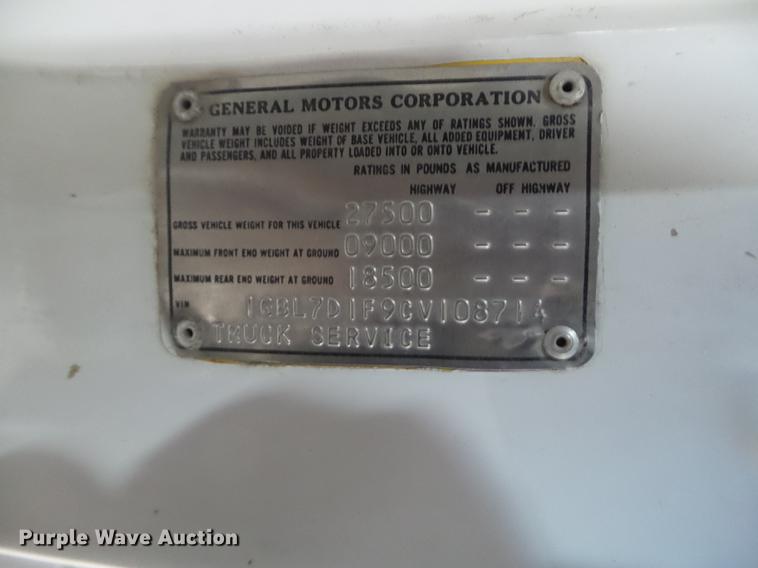 GENERAL MOTORS CORPORATION
WARRANTY MAY BE VOIDED IF WEIGHT EXCEEDS ANY OF RATINGS SHOWN. GROSS
VEHICLE WEIGHT INCLUDES WEIGHT OF BASE VEHICLE, ALL ADDED EQUIPMENT, DRIVER
AND PASSENGERS, AND ALL PROPERTY LOADED INTO OR ONTO VEHICLE.
RATINGS IN POUNDS AS MANUFACTURED
HIGHWAY OFF HIGHWAY
GROSS VEHICLE WEIGHT FOR THIS VEHICLE 27500 - - -
MAXIMUM FRONT END WEIGHT AT GROUND 09000 - - -
MAXIMUM REAR END WEIGHT AT GROUND 18500 - - -
VIN 1GBL7D1F9CV108714
TRUCK SERVICE
Purple Wave Auction